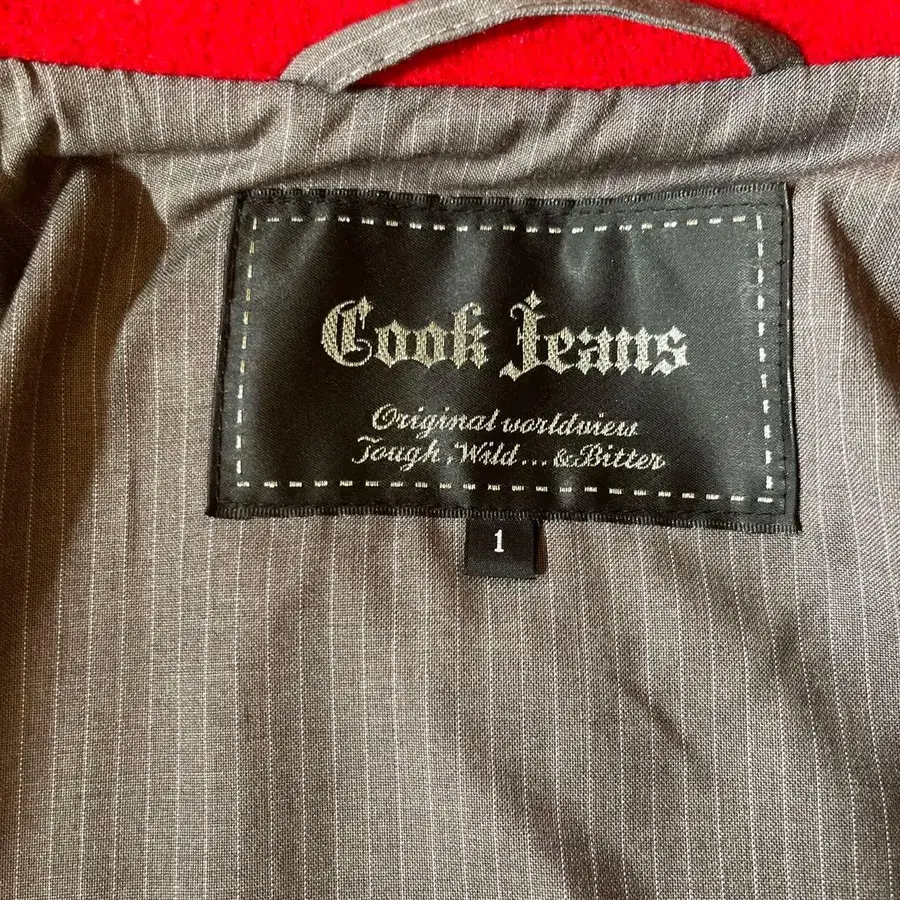 Cook Jeans
Original worldview
Tough, Wild... & Bitter
1